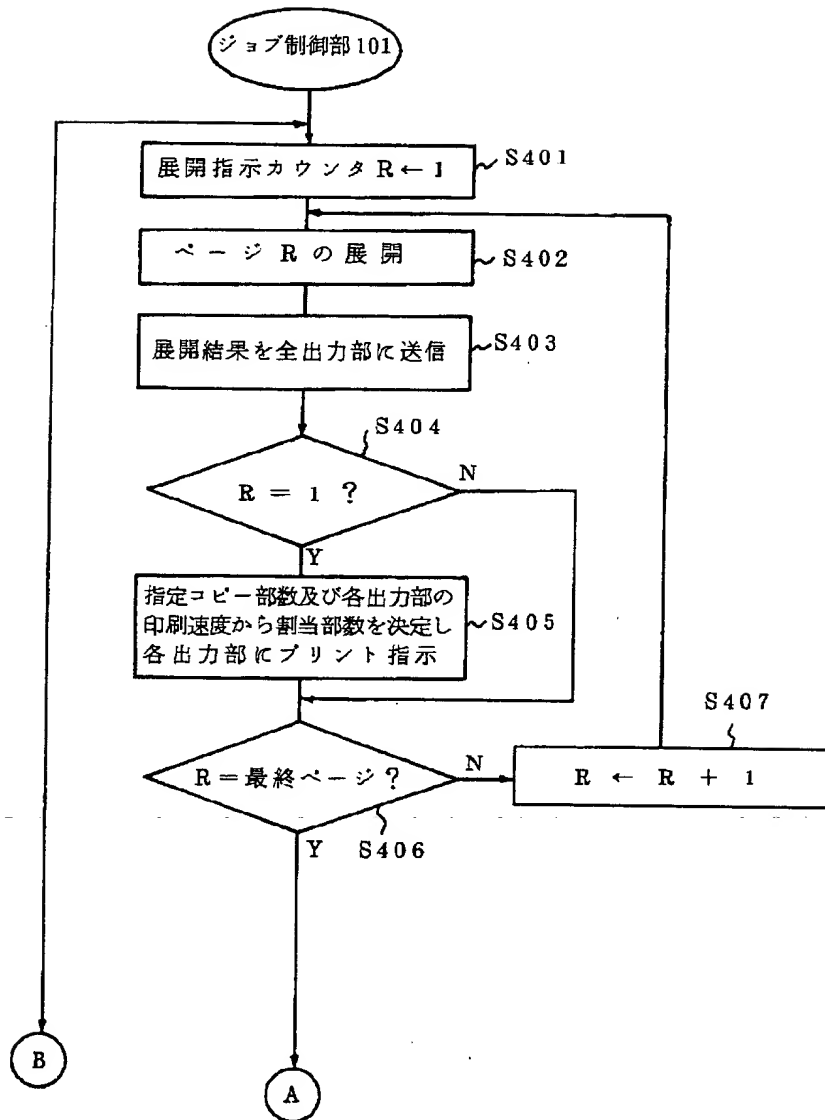 ジョブ制御部101
展開指示カウンタR←1
S401
ページRの展開
S402
展開結果を全出力部に送信
S403
S404
R=1?
N
Y
指定コピー部数及び各出力部の
印刷速度から割当部数を決定し
各出力部にプリント指示
S405
S407
R=最終ページ?
N
R ← R + 1
Y
S406
B
A